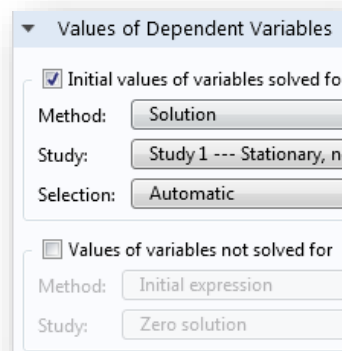 Values of Dependent Variables
Initial values of variables solved fo
Method: Solution
Study: Study 1 --- Stationary, n
Selection: Automatic
Values of variables not solved for
Method: Initial expression
Study: Zero solution